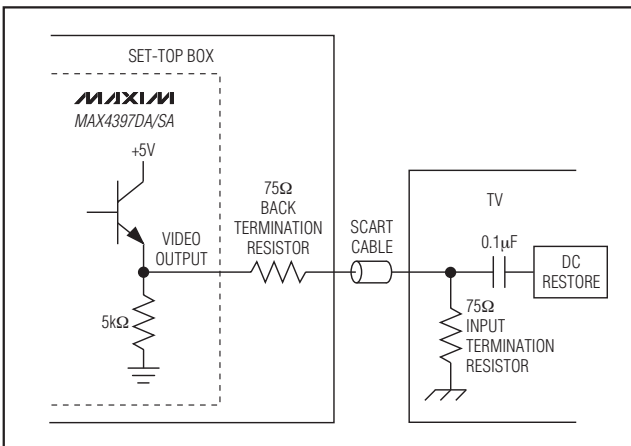 SET-TOP BOX
MAXIM
MAX4397DA/SA
+5V
VIDEO
OUTPUT
5kΩ
75Ω
BACK
TERMINATION
RESISTOR
SCART
CABLE
TV
0.1μF
DC
RESTORE
75Ω
INPUT
TERMINATION
RESISTOR